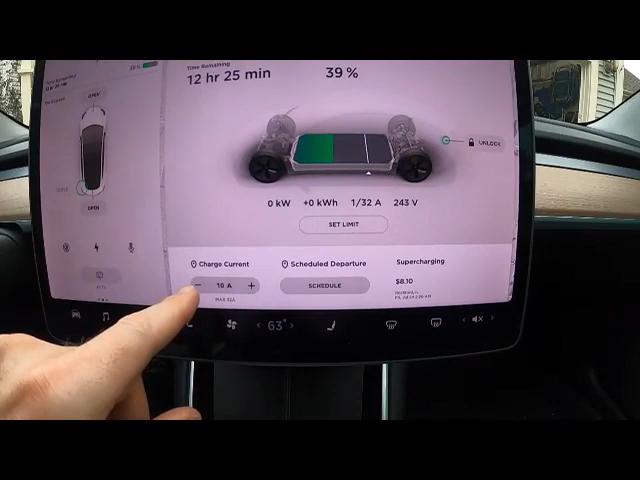 39 %
Time Remaining
12 hr 25 min
39 %
OPEN
OPEN
UNLOCK
0 kW +0 kWh 1/32 A 243 V
SET LIMIT
Charge Current
Scheduled Departure
Supercharging
− 10 A +
SCHEDULE
$8.10
MAX 32A
63°